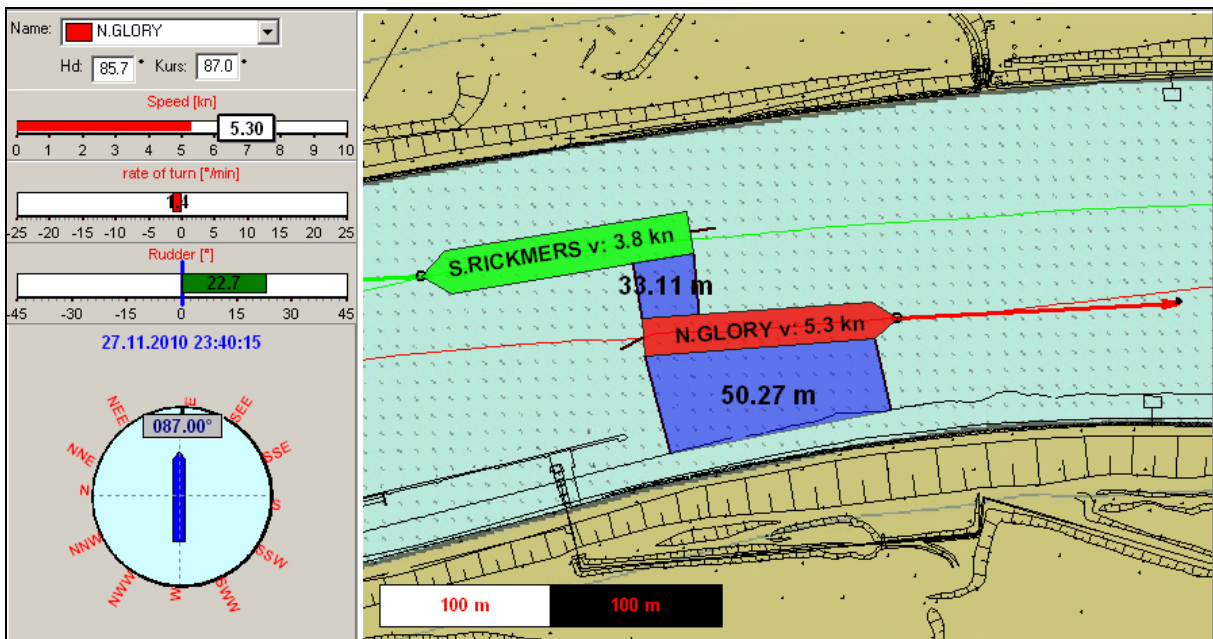 Name: N.GLORY
Hd: 85.7 ° Kurs: 87.0 °
Speed [kn]
5.30
0 1 2 3 4 5 6 7 8 9 10
rate of turn [°/min]
1.4
-25 -20 -15 -10 -5 0 5 10 15 20 25
Rudder [°]
22.7
-45 -30 -15 0 15 30 45
27.11.2010 23:40:15
087.00°
E
SEE
SSE
S
SSW
SWW
W
NWW
NNW
N
NNE
NEE
S.RICKMERS v: 3.8 kn
33.11 m
N.GLORY v: 5.3 kn
50.27 m
100 m 100 m